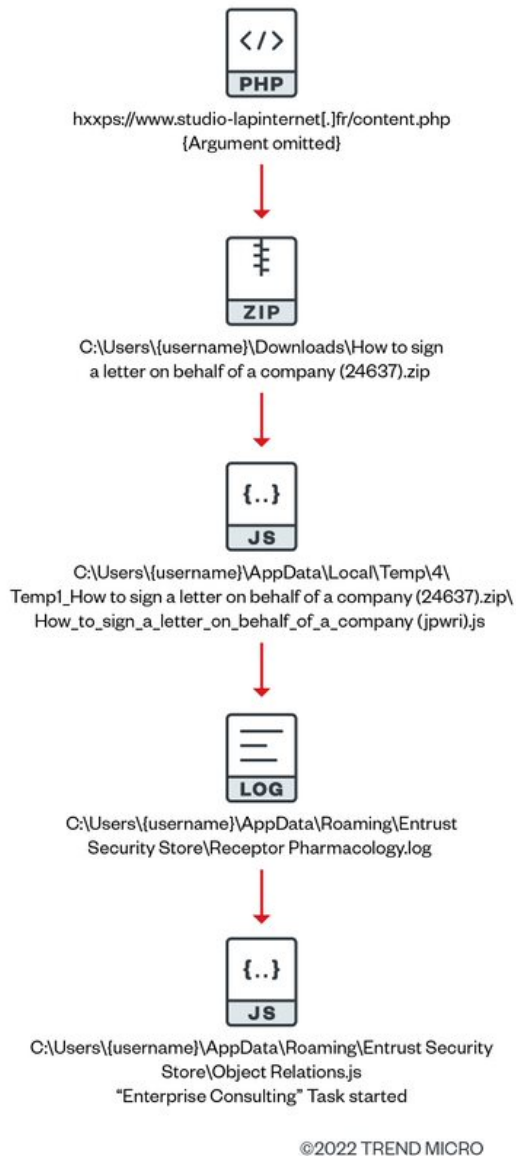 </>
PHP
hxxps://www.studio-lapinternet[.]fr/content.php
{Argument omitted}
ZIP
C:\Users\{username}\Downloads\How to sign
a letter on behalf of a company (24637).zip
{..}
JS
C:\Users\{username}\AppData\Local\Temp\4\
Temp1_How to sign a letter on behalf of a company (24637).zip\
How_to_sign_a_letter_on_behalf_of_a_company (jpwri).js
LOG
C:\Users\{username}\AppData\Roaming\Entrust
Security Store\Receptor Pharmacology.log
{..}
JS
C:\Users\{username}\AppData\Roaming\Entrust Security
Store\Object Relations.js
“Enterprise Consulting” Task started
©2022 TREND MICRO